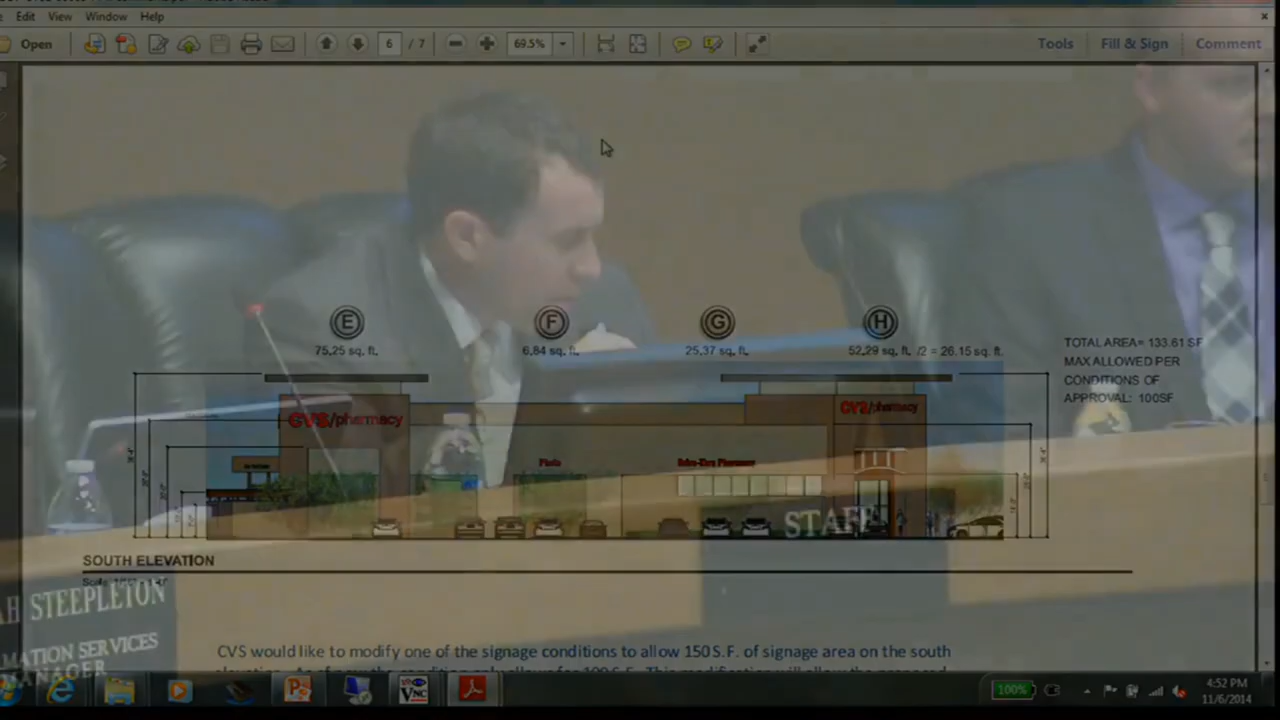 Edit View Window Help
Open 6 / 7 69.5% Tools Fill & Sign Comment
E F G H
75.25 sq. ft. 6.84 sq. ft. 25.37 sq. ft. 52.29 sq. ft. /2 = 26.15 sq. ft.
TOTAL AREA= 133.61 SF
MAX ALLOWED PER
CONDITIONS OF
APPROVAL: 100SF
CVS/pharmacy
CVS/pharmacy
Photo
STAFF
SOUTH ELEVATION
AH STEEPLETON
MATION SERVICES
MANAGER
CVS would like to modify one of the signage conditions to allow 150 S.F. of signage area on the south
VNC
100%
4:52 PM
11/6/2014